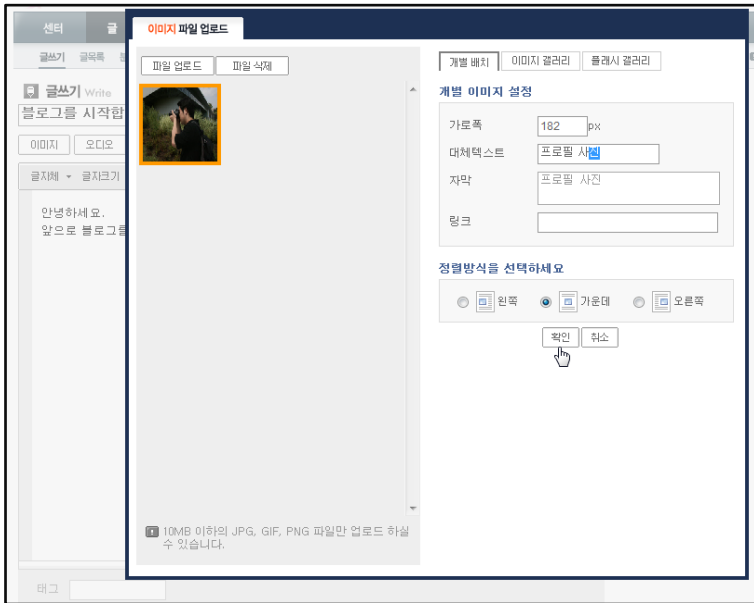 센터
글
글쓰기
글목록
글쓰기 Write
블로그를 시작합
이미지
오디오
글자체
글자크기
안녕하세요.
앞으로 블로그를
태그
이미지 파일 업로드
파일 업로드
파일 삭제
10MB 이하의 JPG, GIF, PNG 파일만 업로드 하실
수 있습니다.
개별 배치
이미지 갤러리
플래시 갤러리
개별 이미지 설정
가로폭
182 px
대체텍스트
프로필 사진
자막
프로필 사진
링크
정렬방식을 선택하세요
왼쪽
가운데
오른쪽
확인
취소